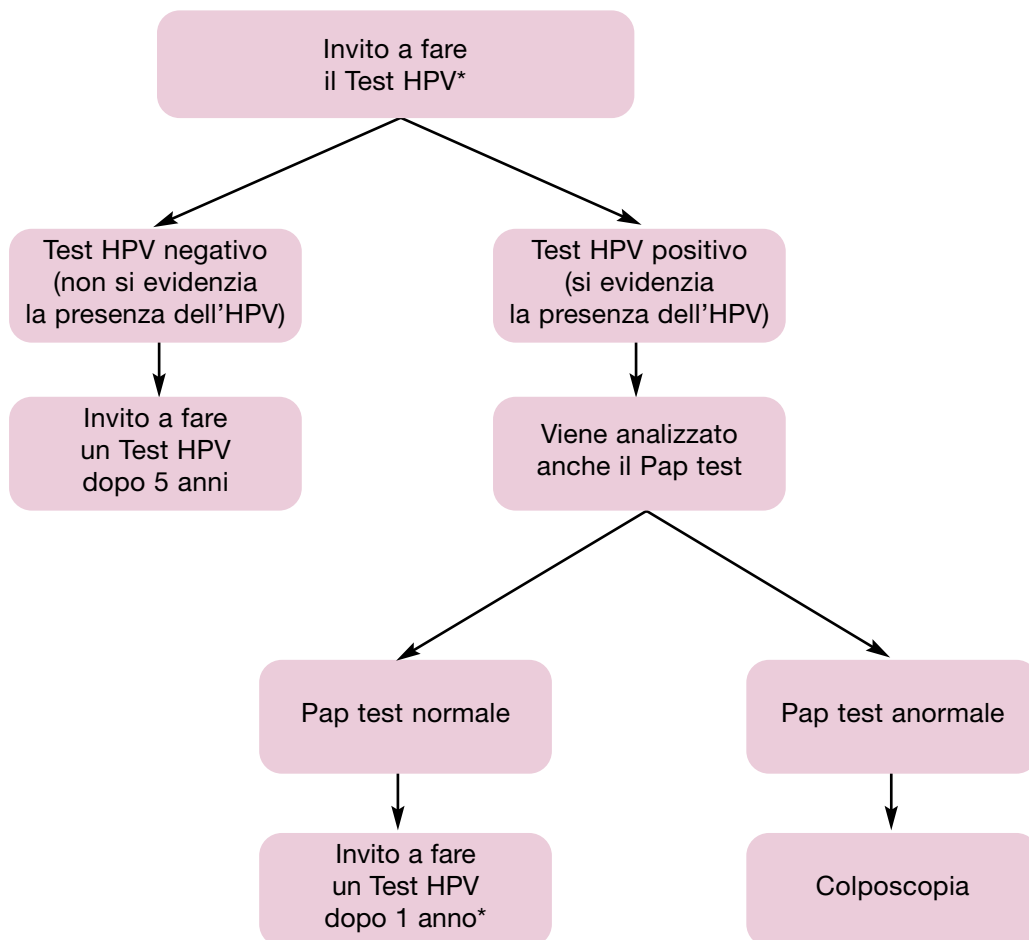 Invito a fare
il Test HPV*
Test HPV negativo
(non si evidenzia
la presenza dell’HPV)
Test HPV positivo
(si evidenzia
la presenza dell’HPV)
Invito a fare
un Test HPV
dopo 5 anni
Viene analizzato
anche il Pap test
Pap test normale
Pap test anormale
Invito a fare
un Test HPV
dopo 1 anno*
Colposcopia